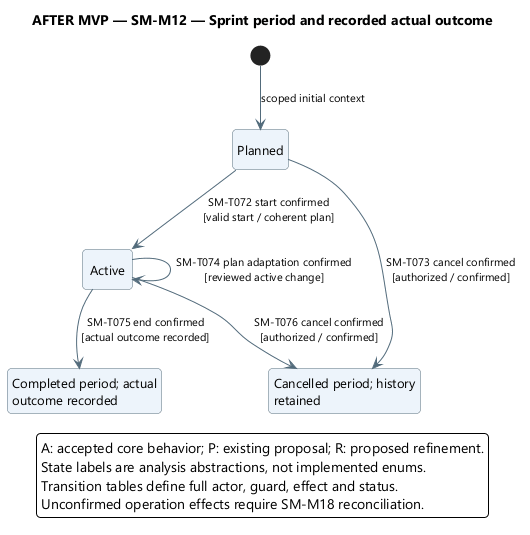 AFTER MVP — SM-M12 — Sprint period and recorded actual outcome
scoped initial context
Planned
SM-T072 start confirmed
[valid start / coherent plan]
SM-T074 plan adaptation confirmed
[reviewed active change]
SM-T073 cancel confirmed
[authorized / confirmed]
Active
SM-T075 end confirmed
[actual outcome recorded]
SM-T076 cancel confirmed
[authorized / confirmed]
Completed period; actual
outcome recorded
Cancelled period; history
retained
A: accepted core behavior; P: existing proposal; R: proposed refinement.
State labels are analysis abstractions, not implemented enums.
Transition tables define full actor, guard, effect and status.
Unconfirmed operation effects require SM-M18 reconciliation.